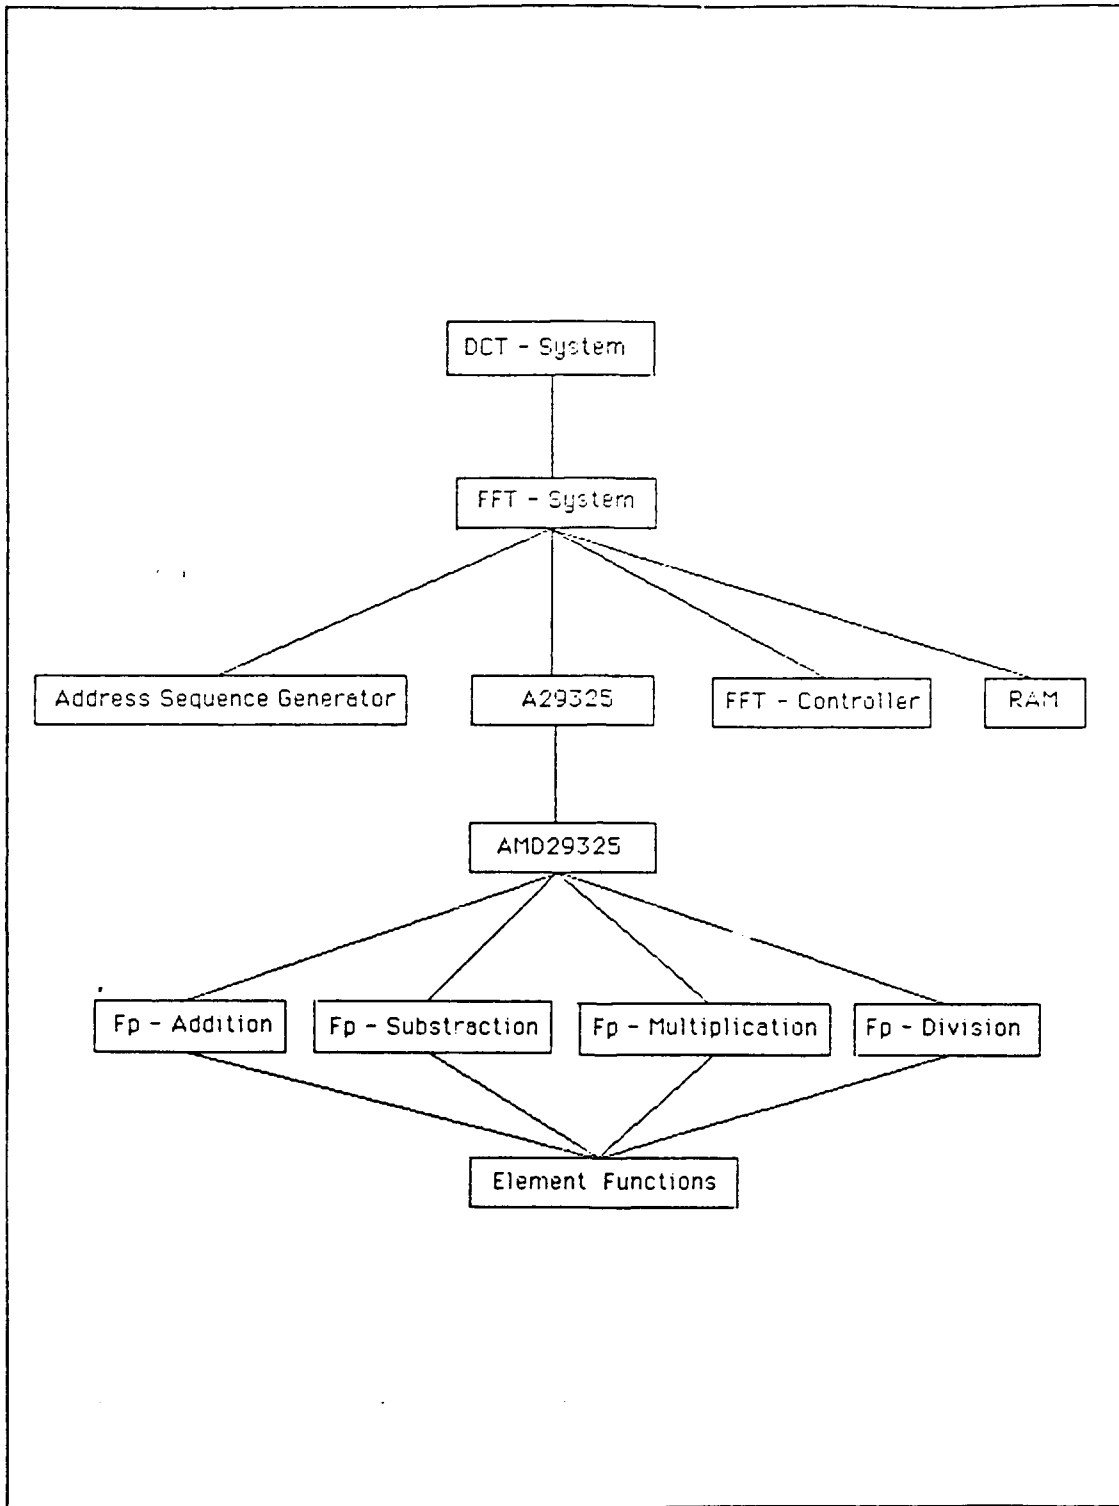 DCT - System
FFT - System
Address Sequence Generator
A29325
FFT - Controller
RAM
AMD29325
Fp - Addition
Fp - Substraction
Fp - Multiplication
Fp - Division
Element Functions